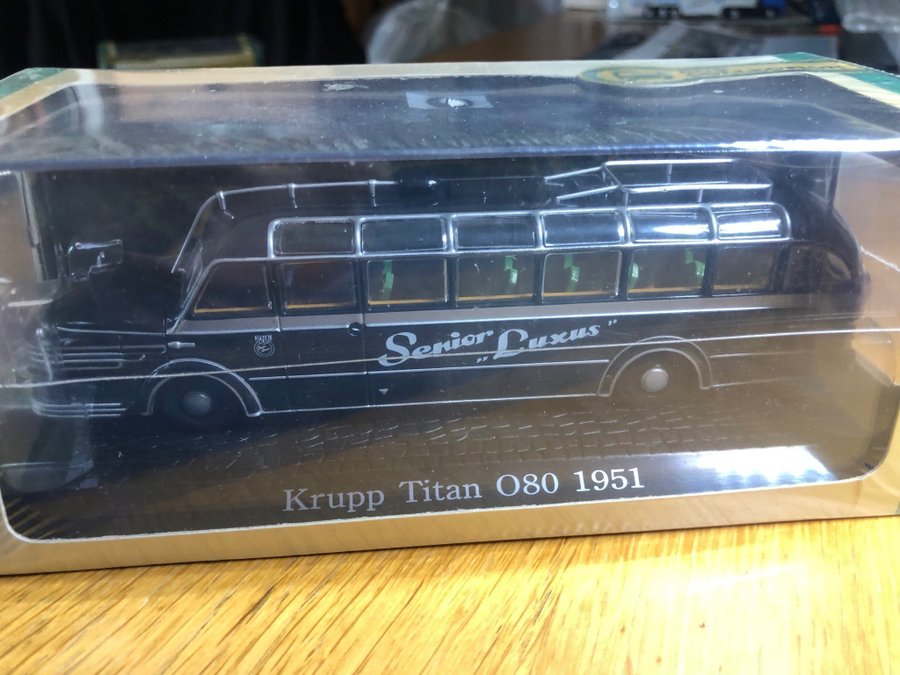 Senior „Luxus”
Krupp Titan O80 1951